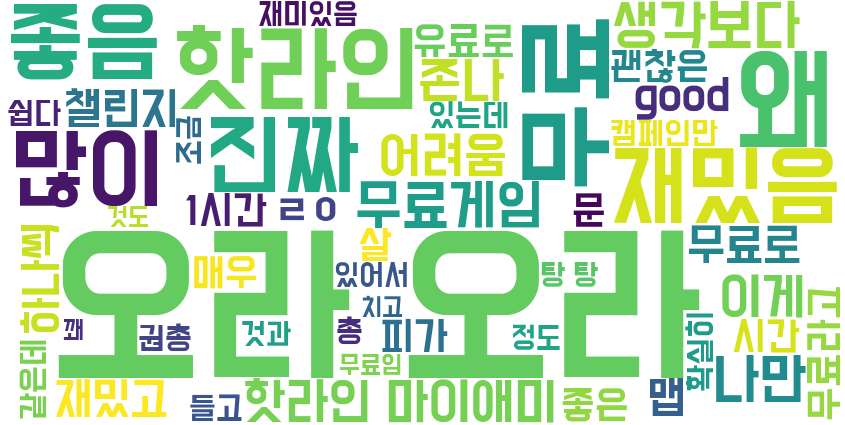 재미있음
좋음
핫라인
유료로
생각보다
존나
럐
마
괜찮은
왜
쉽다
챌린지
good
있는데
많이
조금
진짜
어려움
캠페인만
재밌음
1시간
ㄹㅇ
무료게임
문
것도
하나씩
오라오라
살
무료로
매우
있어서
탕 탕
이게
꽤
권총
것과
총
치고
피가
정도
확실히
시간
무료라고
같은데
무료임
나만
재밌고
들고
핫라인 마이애미
좋은
맵